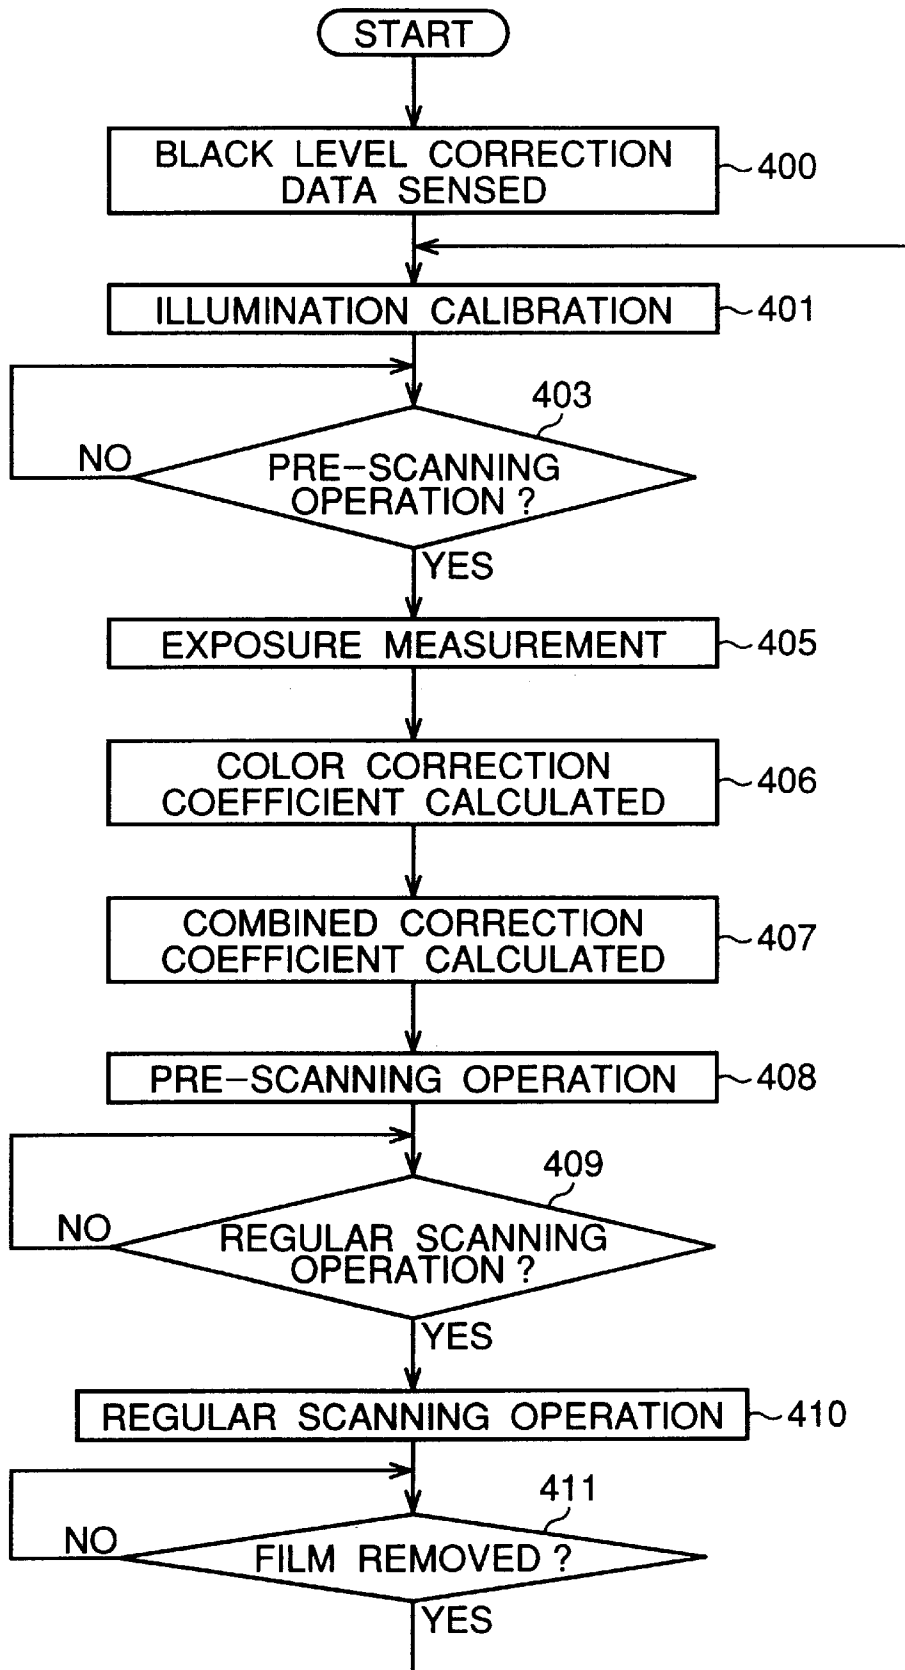 START
BLACK LEVEL CORRECTION
DATA SENSED
400
ILLUMINATION CALIBRATION
401
403
NO
PRE-SCANNING
OPERATION ?
YES
EXPOSURE MEASUREMENT
405
COLOR CORRECTION
COEFFICIENT CALCULATED
406
COMBINED CORRECTION
COEFFICIENT CALCULATED
407
PRE-SCANNING OPERATION
408
409
NO
REGULAR SCANNING
OPERATION ?
YES
REGULAR SCANNING OPERATION
410
411
NO
FILM REMOVED ?
YES